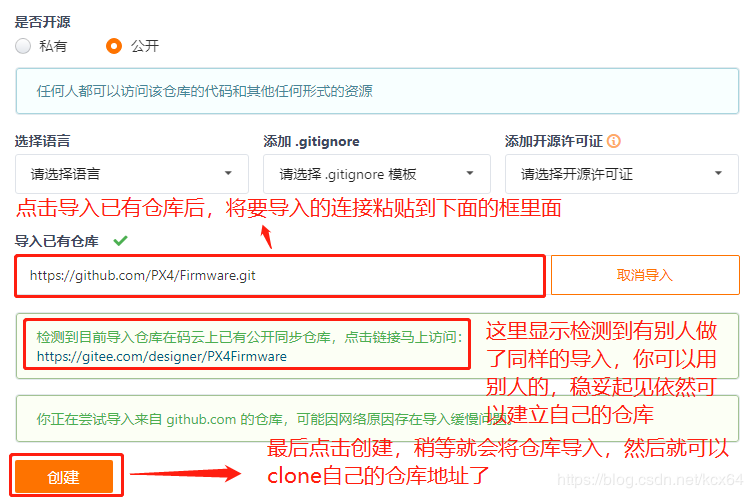 是否开源
私有 公开
任何人都可以访问该仓库的代码和其他任何形式的资源
选择语言 添加 .gitignore 添加开源许可证
请选择语言 请选择 .gitignore 模板 请选择开源许可证
点击导入已有仓库后，将要导入的连接粘贴到下面的框里面
导入已有仓库
https://github.com/PX4/Firmware.git 取消导入
检测到目前导入仓库在码云上已有公开同步仓库，点击链接马上访问：
https://gitee.com/designer/PX4Firmware
这里显示检测到有别人做
了同样的导入，你可以用
别人的，稳妥起见依然可
以建立自己的仓库
你正在尝试导入来自 github.com 的仓库，可能因网络原因存在导入缓慢问题。
最后点击创建，稍等就会将仓库导入，然后就可以
clone自己的仓库地址了
创建
https://blog.csdn.net/kcx64